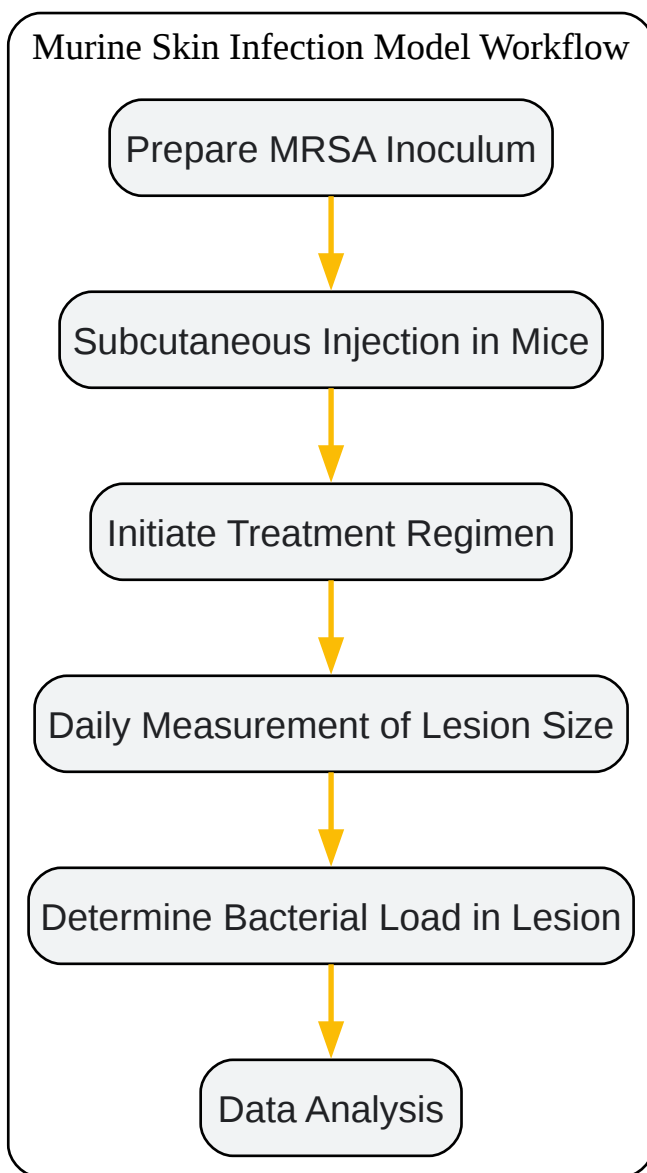 Murine Skin Infection Model Workflow
Prepare MRSA Inoculum
Subcutaneous Injection in Mice
Initiate Treatment Regimen
Daily Measurement of Lesion Size
Determine Bacterial Load in Lesion
Data Analysis